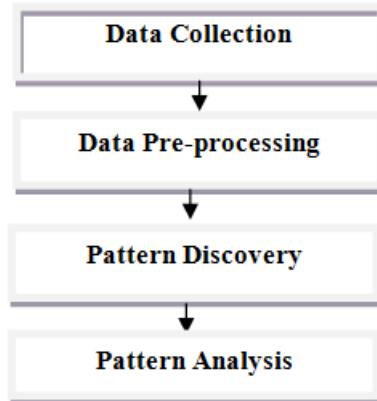 Data Collection
Data Pre-processing
Pattern Discovery
Pattern Analysis